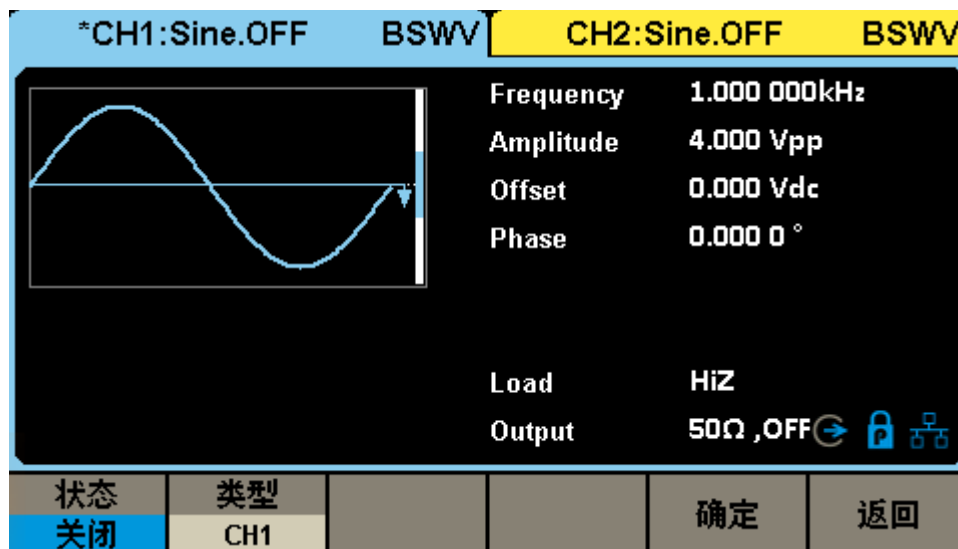 *CH1:Sine.OFF BSWV CH2:Sine.OFF BSWV
Frequency 1.000 000kHz
Amplitude 4.000 Vpp
Offset 0.000 Vdc
Phase 0.000 0 °
Load HiZ
Output 50Ω ,OFF P
状态 类型 确定 返回
关闭 CH1